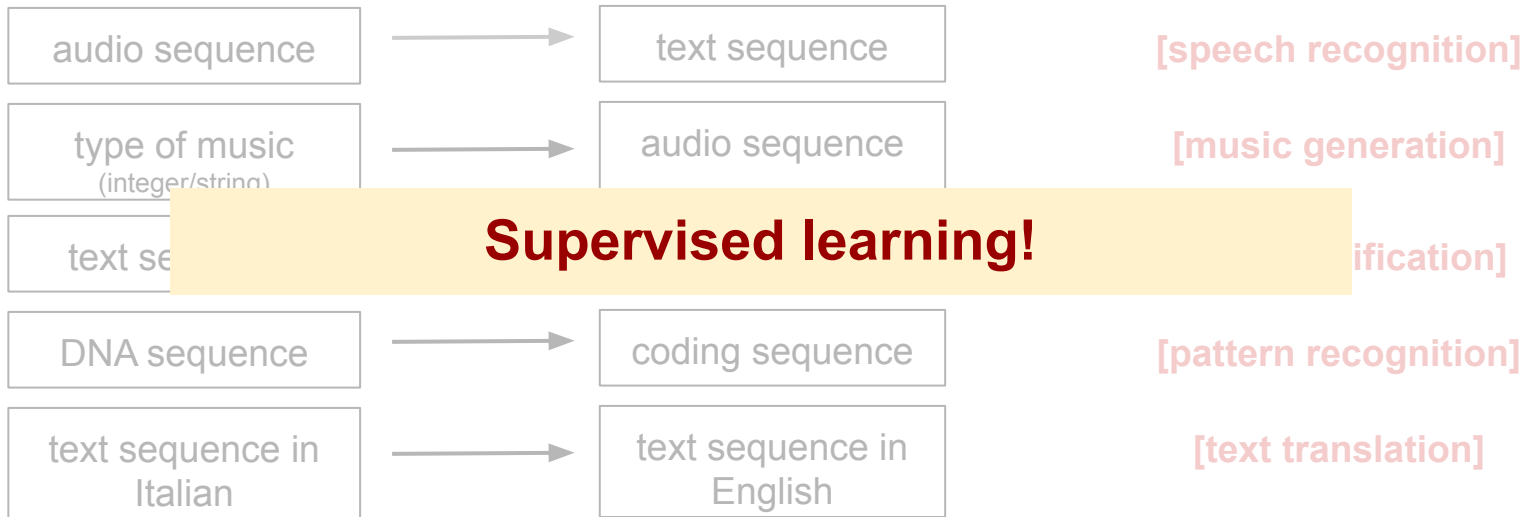 audio sequence
text sequence
[speech recognition]
type of music
(integer/string)
audio sequence
[music generation]
text
Supervised learning!
DNA sequence
coding sequence
[pattern recognition]
text sequence in
Italian
text sequence in
English
[text translation]